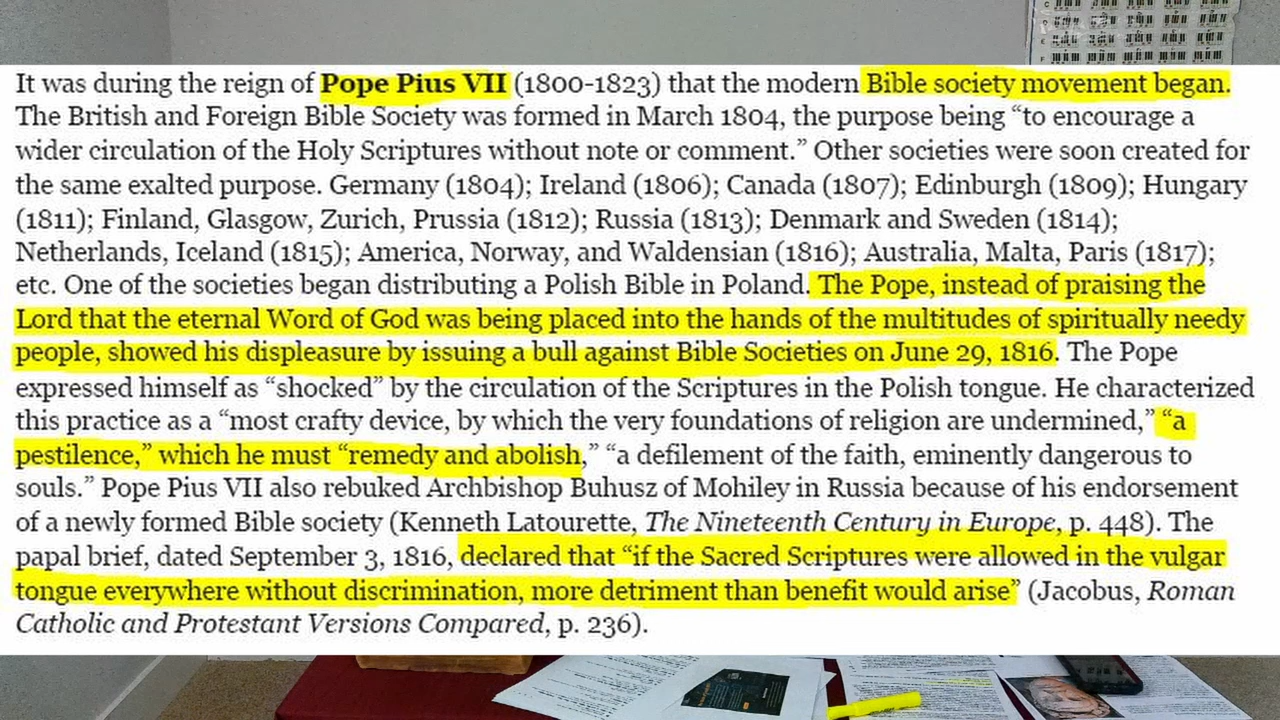 It was during the reign of Pope Pius VII (1800-1823) that the modern Bible society movement began.
The British and Foreign Bible Society was formed in March 1804, the purpose being “to encourage a
wider circulation of the Holy Scriptures without note or comment.” Other societies were soon created for
the same exalted purpose. Germany (1804); Ireland (1806); Canada (1807); Edinburgh (1809); Hungary
(1811); Finland, Glasgow, Zurich, Prussia (1812); Russia (1813); Denmark and Sweden (1814);
Netherlands, Iceland (1815); America, Norway, and Waldensian (1816); Australia, Malta, Paris (1817);
etc. One of the societies began distributing a Polish Bible in Poland. The Pope, instead of praising the
Lord that the eternal Word of God was being placed into the hands of the multitudes of spiritually needy
people, showed his displeasure by issuing a bull against Bible Societies on June 29, 1816. The Pope
expressed himself as “shocked” by the circulation of the Scriptures in the Polish tongue. He characterized
this practice as a “most crafty device, by which the very foundations of religion are undermined,” “a
pestilence,” which he must “remedy and abolish,” “a defilement of the faith, eminently dangerous to
souls.” Pope Pius VII also rebuked Archbishop Buhusz of Mohiley in Russia because of his endorsement
of a newly formed Bible society (Kenneth Latourette, The Nineteenth Century in Europe, p. 448). The
papal brief, dated September 3, 1816, declared that “if the Sacred Scriptures were allowed in the vulgar
tongue everywhere without discrimination, more detriment than benefit would arise” (Jacobus, Roman
Catholic and Protestant Versions Compared, p. 236).